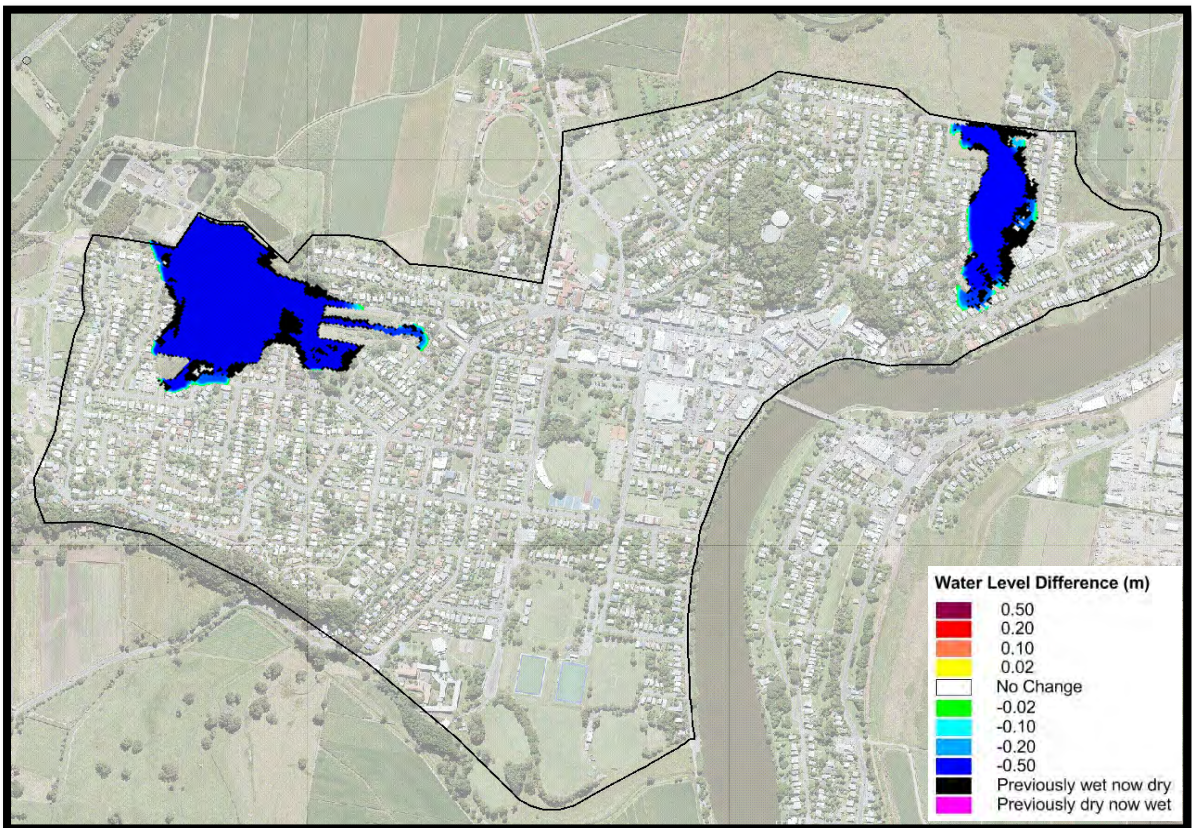 Water Level Difference (m)
0.50
0.20
0.10
0.02
No Change
-0.02
-0.10
-0.20
-0.50
Previously wet now dry
Previously dry now wet